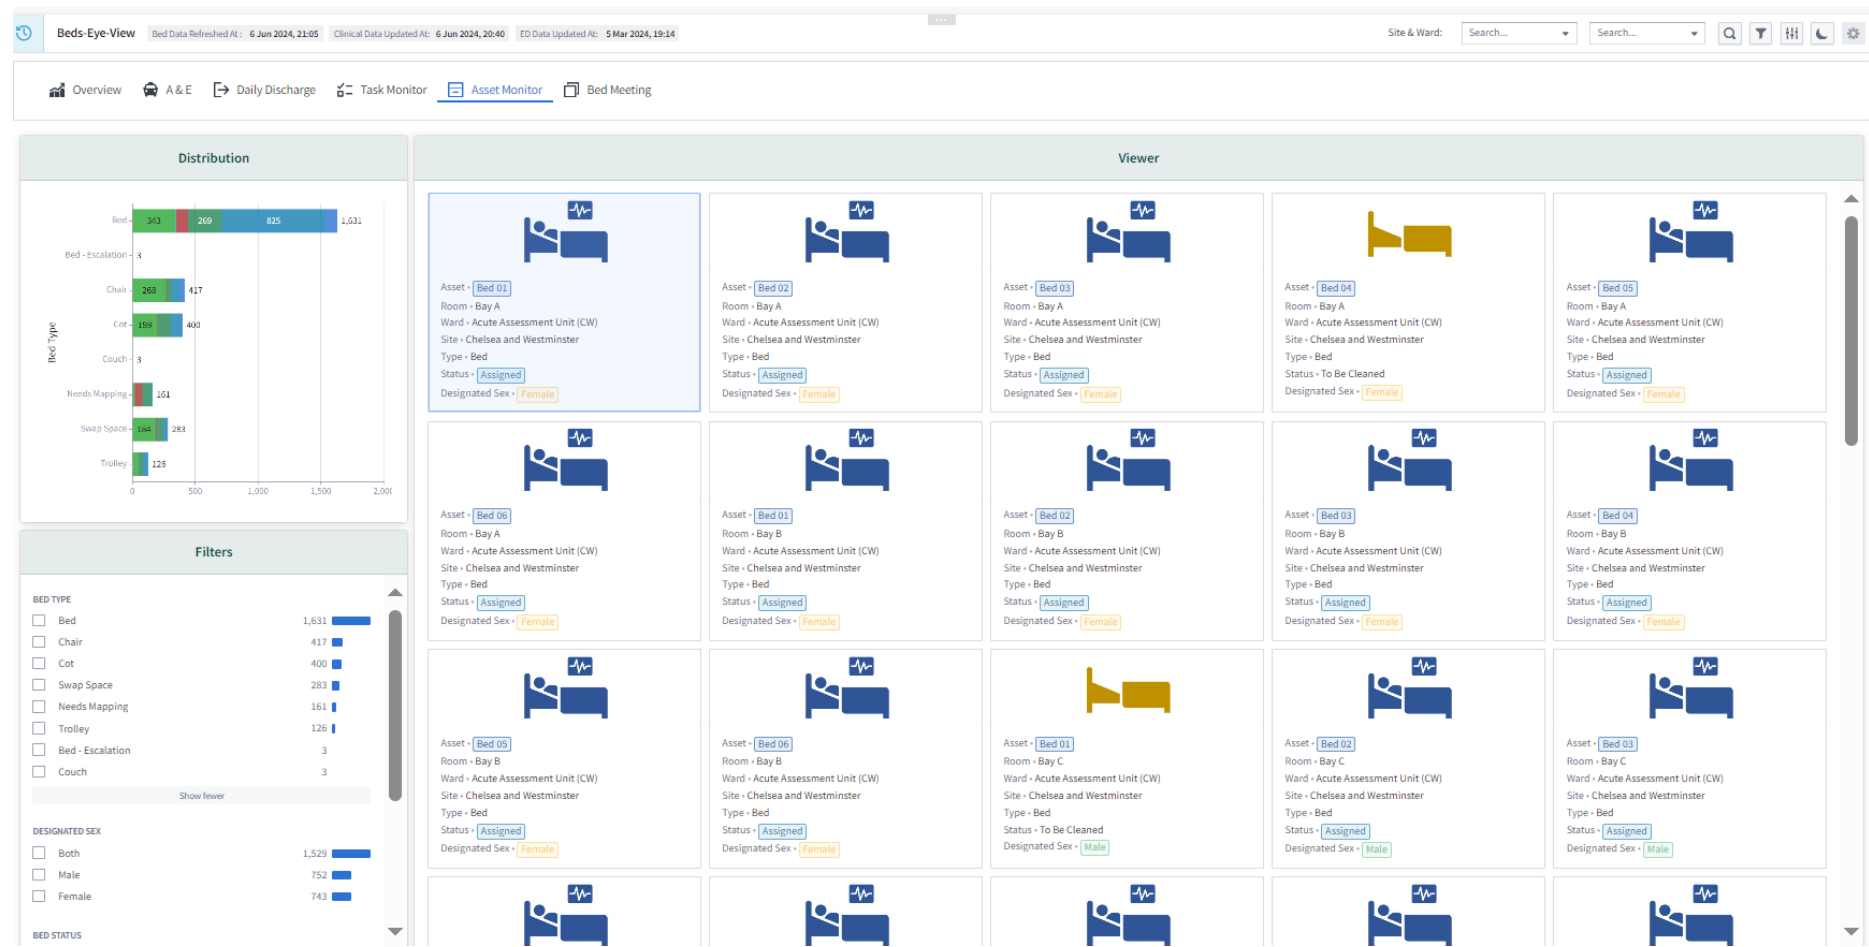 Beds-Eye-View Bed Data Refreshed At: 6 Jun 2024, 21:05 Clinical Data Updated At: 6 Jun 2024, 20:40 ED Data Updated At: 5 Mar 2024, 19:14 Site & Ward: Search... Search...
Overview A & E Daily Discharge Task Monitor Asset Monitor Bed Meeting
Distribution
Bed Type
Bed 343 269 825 1,631
Bed - Escalation 3
Chair 268 417
Cot 199 400
Couch 3
Needs Mapping 161
Swap Space 184 283
Trolley 126
0 500 1,000 1,500 2,000
Filters
BED TYPE
Bed 1,631
Chair 417
Cot 400
Swap Space 283
Needs Mapping 161
Trolley 126
Bed - Escalation 3
Couch 3
Show fewer
DESIGNATED SEX
Both 1,529
Male 752
Female 743
BED STATUS
Viewer
Asset • Bed 01
Room • Bay A
Ward • Acute Assessment Unit (CW)
Site • Chelsea and Westminster
Type • Bed
Status • Assigned
Designated Sex • Female
Asset • Bed 02
Room • Bay A
Ward • Acute Assessment Unit (CW)
Site • Chelsea and Westminster
Type • Bed
Status • Assigned
Designated Sex • Female
Asset • Bed 03
Room • Bay A
Ward • Acute Assessment Unit (CW)
Site • Chelsea and Westminster
Type • Bed
Status • Assigned
Designated Sex • Female
Asset • Bed 04
Room • Bay A
Ward • Acute Assessment Unit (CW)
Site • Chelsea and Westminster
Type • Bed
Status • To Be Cleaned
Designated Sex • Female
Asset • Bed 05
Room • Bay A
Ward • Acute Assessment Unit (CW)
Site • Chelsea and Westminster
Type • Bed
Status • Assigned
Designated Sex • Female
Asset • Bed 06
Room • Bay A
Ward • Acute Assessment Unit (CW)
Site • Chelsea and Westminster
Type • Bed
Status • Assigned
Designated Sex • Female
Asset • Bed 01
Room • Bay B
Ward • Acute Assessment Unit (CW)
Site • Chelsea and Westminster
Type • Bed
Status • Assigned
Designated Sex • Female
Asset • Bed 02
Room • Bay B
Ward • Acute Assessment Unit (CW)
Site • Chelsea and Westminster
Type • Bed
Status • Assigned
Designated Sex • Female
Asset • Bed 03
Room • Bay B
Ward • Acute Assessment Unit (CW)
Site • Chelsea and Westminster
Type • Bed
Status • Assigned
Designated Sex • Female
Asset • Bed 04
Room • Bay B
Ward • Acute Assessment Unit (CW)
Site • Chelsea and Westminster
Type • Bed
Status • Assigned
Designated Sex • Female
Asset • Bed 05
Room • Bay B
Ward • Acute Assessment Unit (CW)
Site • Chelsea and Westminster
Type • Bed
Status • Assigned
Designated Sex • Female
Asset • Bed 06
Room • Bay B
Ward • Acute Assessment Unit (CW)
Site • Chelsea and Westminster
Type • Bed
Status • Assigned
Designated Sex • Female
Asset • Bed 01
Room • Bay C
Ward • Acute Assessment Unit (CW)
Site • Chelsea and Westminster
Type • Bed
Status • To Be Cleaned
Designated Sex • Male
Asset • Bed 02
Room • Bay C
Ward • Acute Assessment Unit (CW)
Site • Chelsea and Westminster
Type • Bed
Status • Assigned
Designated Sex • Male
Asset • Bed 03
Room • Bay C
Ward • Acute Assessment Unit (CW)
Site • Chelsea and Westminster
Type • Bed
Status • Assigned
Designated Sex • Male